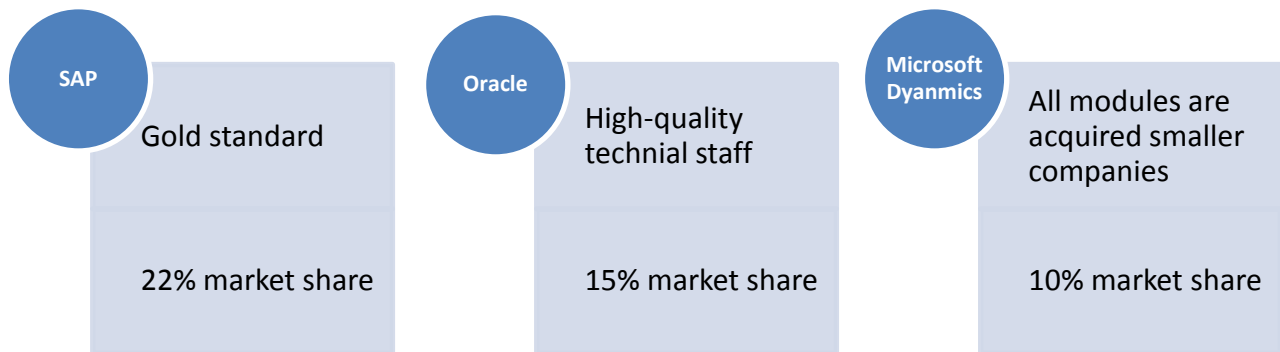 SAP
Gold standard
22% market share
Oracle
High-quality
technial staff
15% market share
Microsoft
Dyanmics
All modules are
acquired smaller
companies
10% market share